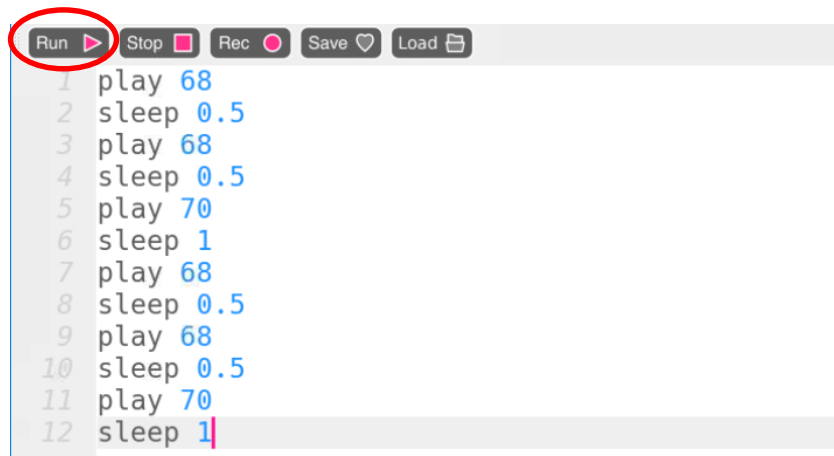 Run Stop Rec Save Load
1 play 68
2 sleep 0.5
3 play 68
4 sleep 0.5
5 play 70
6 sleep 1
7 play 68
8 sleep 0.5
9 play 68
10 sleep 0.5
11 play 70
12 sleep 1